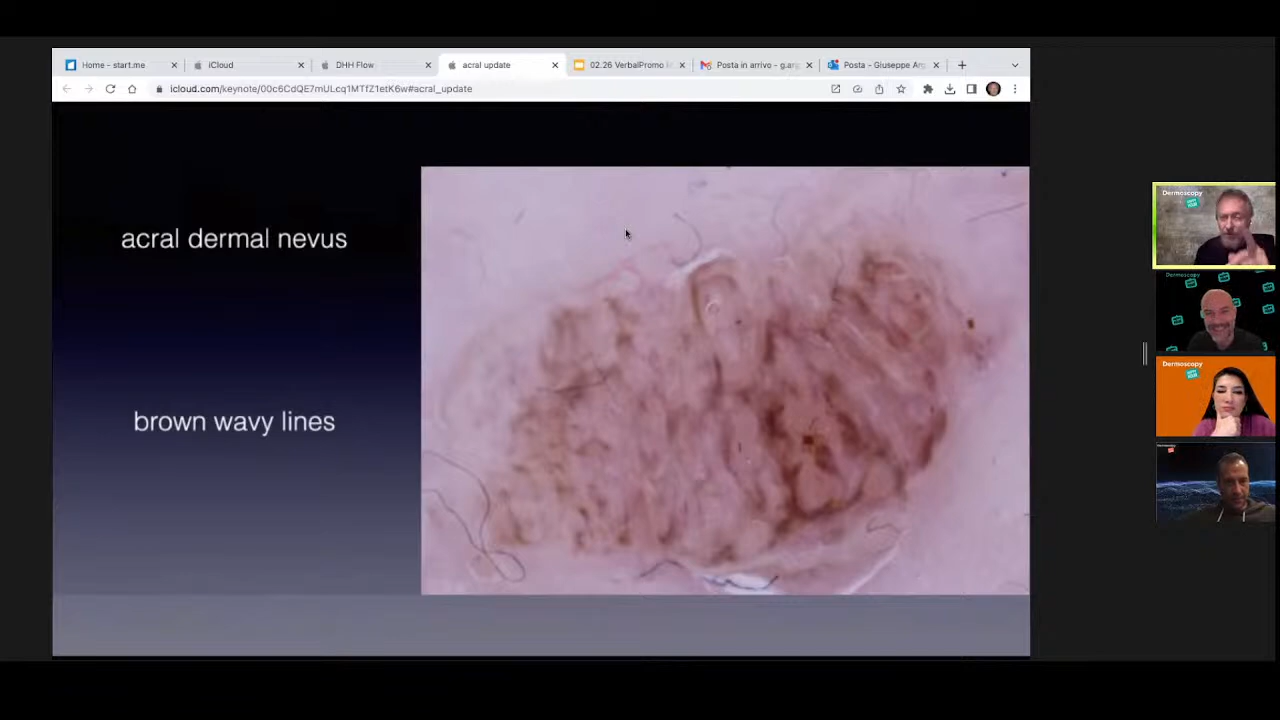 Home - start.me
iCloud
DHH Flow
acral update
02.26 VerbalPromo
Posta in arrivo - g.arg
Posta - Giuseppe Arg
icloud.com/keynote/00c6CdQE7mULcq1MTfZ1etK6w#acral_update
acral dermal nevus
brown wavy lines
Dermoscopy
Dermoscopy
Dermoscopy